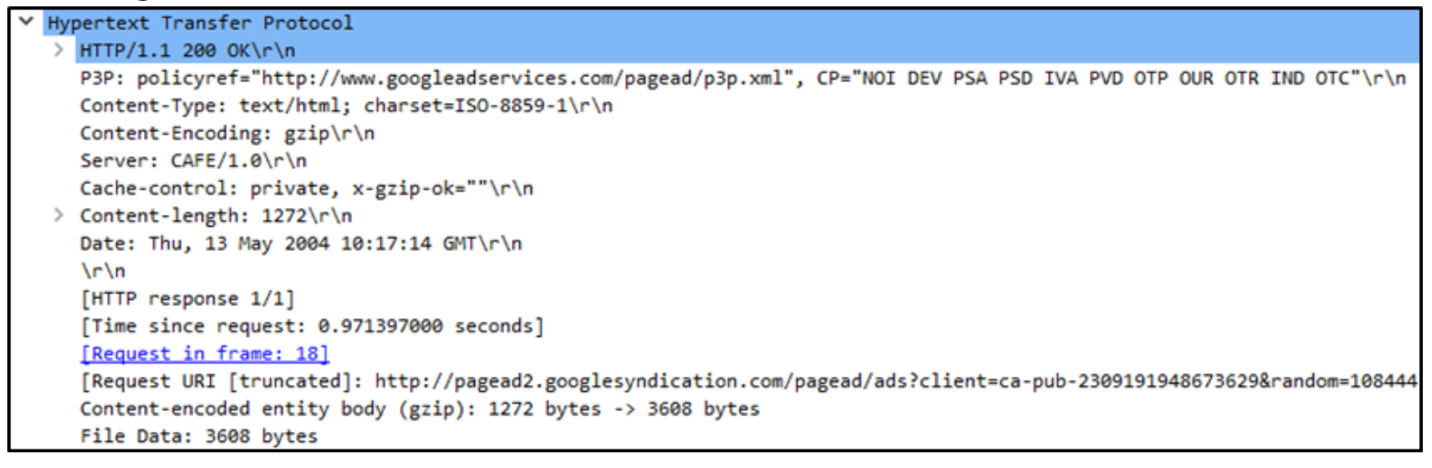 Hypertext Transfer Protocol
HTTP/1.1 200 OK\r\n
P3P: policyref="http://www.googleadservices.com/pagead/p3p.xml", CP="NOI DEV PSA PSD IVA PVD OTP OUR OTR IND OTC"\r\n
Content-Type: text/html; charset=ISO-8859-1\r\n
Content-Encoding: gzip\r\n
Server: CAFE/1.0\r\n
Cache-control: private, x-gzip-ok=""\r\n
Content-length: 1272\r\n
Date: Thu, 13 May 2004 10:17:14 GMT\r\n
\r\n
[HTTP response 1/1]
[Time since request: 0.971397000 seconds]
[Request in frame: 18]
[Request URI [truncated]: http://pagead2.googlesyndication.com/pagead/ads?client=ca-pub-2309191948673629&random=108444
Content-encoded entity body (gzip): 1272 bytes -> 3608 bytes
File Data: 3608 bytes